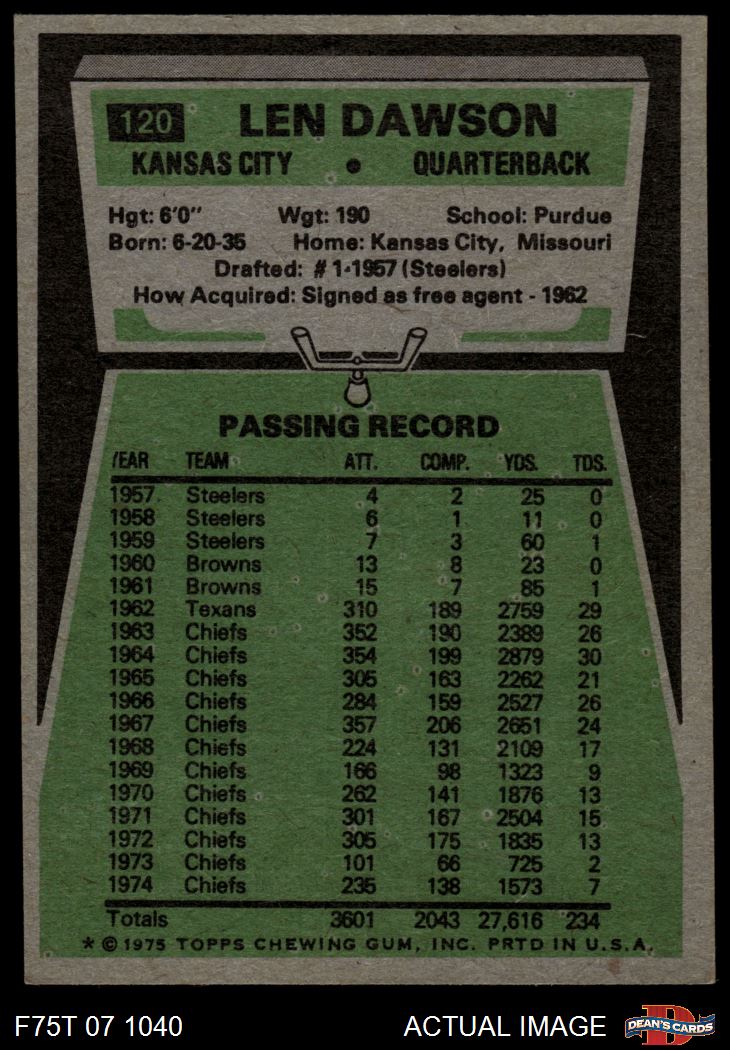 120 LEN DAWSON
KANSAS CITY • QUARTERBACK
Hgt: 6'0" Wgt: 190 School: Purdue
Born: 6-20-35 Home: Kansas City, Missouri
Drafted: #1-1957 (Steelers)
How Acquired: Signed as free agent - 1962
PASSING RECORD
YEAR TEAM ATT. COMP. YDS. TDS.
1957 Steelers 4 2 25 0
1958 Steelers 6 1 11 0
1959 Steelers 7 3 60 1
1960 Browns 13 8 23 0
1961 Browns 15 7 85 1
1962 Texans 310 189 2759 29
1963 Chiefs 352 190 2389 26
1964 Chiefs 354 199 2879 30
1965 Chiefs 305 163 2262 21
1966 Chiefs 284 159 2527 26
1967 Chiefs 357 206 2651 24
1968 Chiefs 224 131 2109 17
1969 Chiefs 166 98 1323 9
1970 Chiefs 262 141 1876 13
1971 Chiefs 301 167 2504 15
1972 Chiefs 305 175 1835 13
1973 Chiefs 101 66 725 2
1974 Chiefs 235 138 1573 7
Totals 3601 2043 27,616 234
* © 1975 TOPPS CHEWING GUM, INC. PRTD IN U.S.A.
F75T 07 1040 ACTUAL IMAGE DEAN'S CARDS